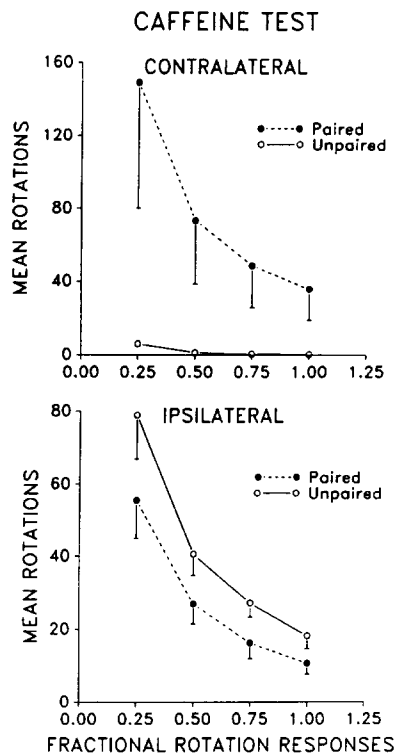 CAFFEINE TEST
CONTRALATERAL
MEAN ROTATIONS
160
120
80
40
0
Paired
Unpaired
0.00 0.25 0.50 0.75 1.00 1.25
IPSILATERAL
MEAN ROTATIONS
80
60
40
20
0
Paired
Unpaired
0.00 0.25 0.50 0.75 1.00 1.25
FRACTIONAL ROTATION RESPONSES